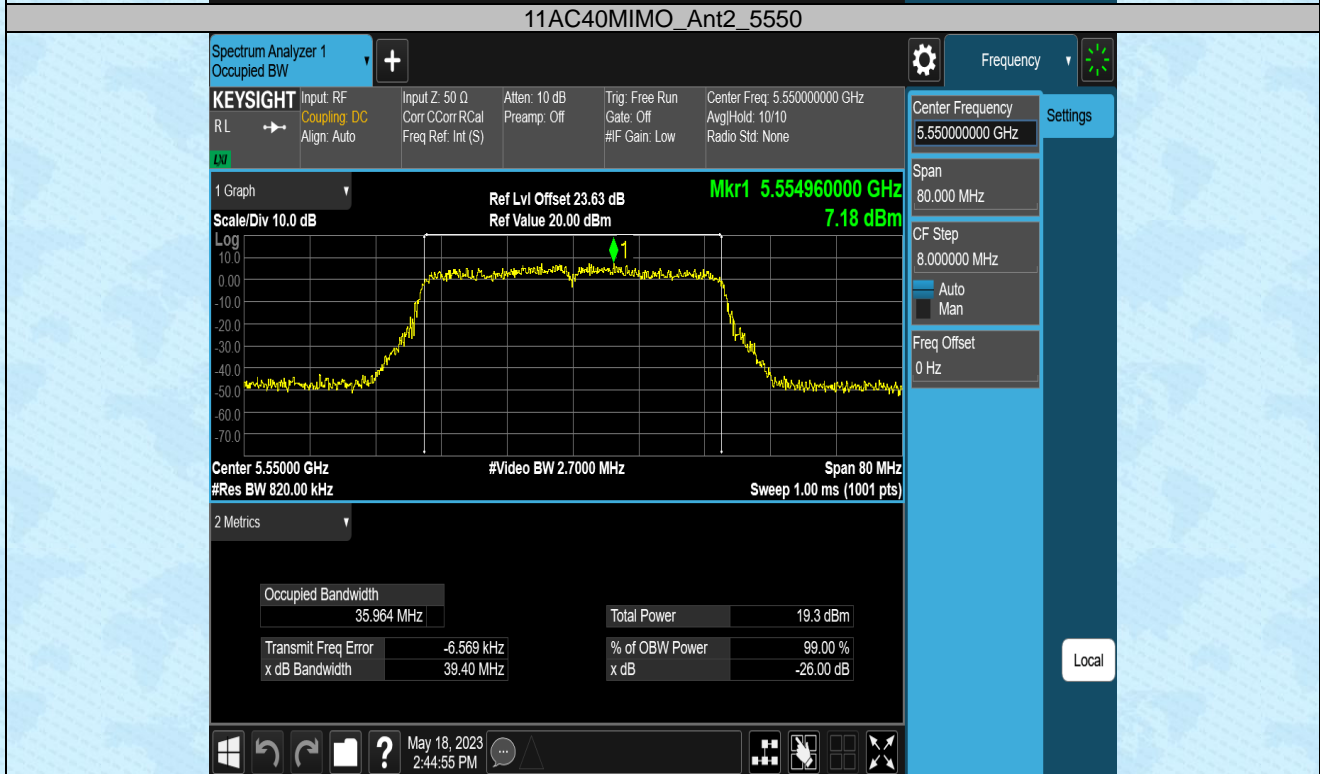 11AC40MIMO_Ant2_5550
Spectrum Analyzer 1
Occupied BW
+
Frequency
KEYSIGHT
R L
LXI
Input: RF
Coupling: DC
Align: Auto
Input Z: 50 Ω
Corr CCorr RCal
Freq Ref: Int (S)
Atten: 10 dB
Preamp: Off
Trig: Free Run
Gate: Off
#IF Gain: Low
Center Freq: 5.550000000 GHz
Avg|Hold: 10/10
Radio Std: None
Center Frequency
5.550000000 GHz
Settings
Span
80.000 MHz
CF Step
8.000000 MHz
Auto
Man
Freq Offset
0 Hz
1 Graph
Scale/Div 10.0 dB
Ref Lvl Offset 23.63 dB
Ref Value 20.00 dBm
Mkr1 5.554960000 GHz
7.18 dBm
Log
10.0
0.00
-10.0
-20.0
-30.0
-40.0
-50.0
-60.0
-70.0
1
Center 5.55000 GHz
#Res BW 820.00 kHz
#Video BW 2.7000 MHz
Span 80 MHz
Sweep 1.00 ms (1001 pts)
2 Metrics
Occupied Bandwidth
35.964 MHz
Total Power 19.3 dBm
Transmit Freq Error -6.569 kHz
% of OBW Power 99.00 %
x dB Bandwidth 39.40 MHz
x dB -26.00 dB
Local
?
May 18, 2023
2:44:55 PM